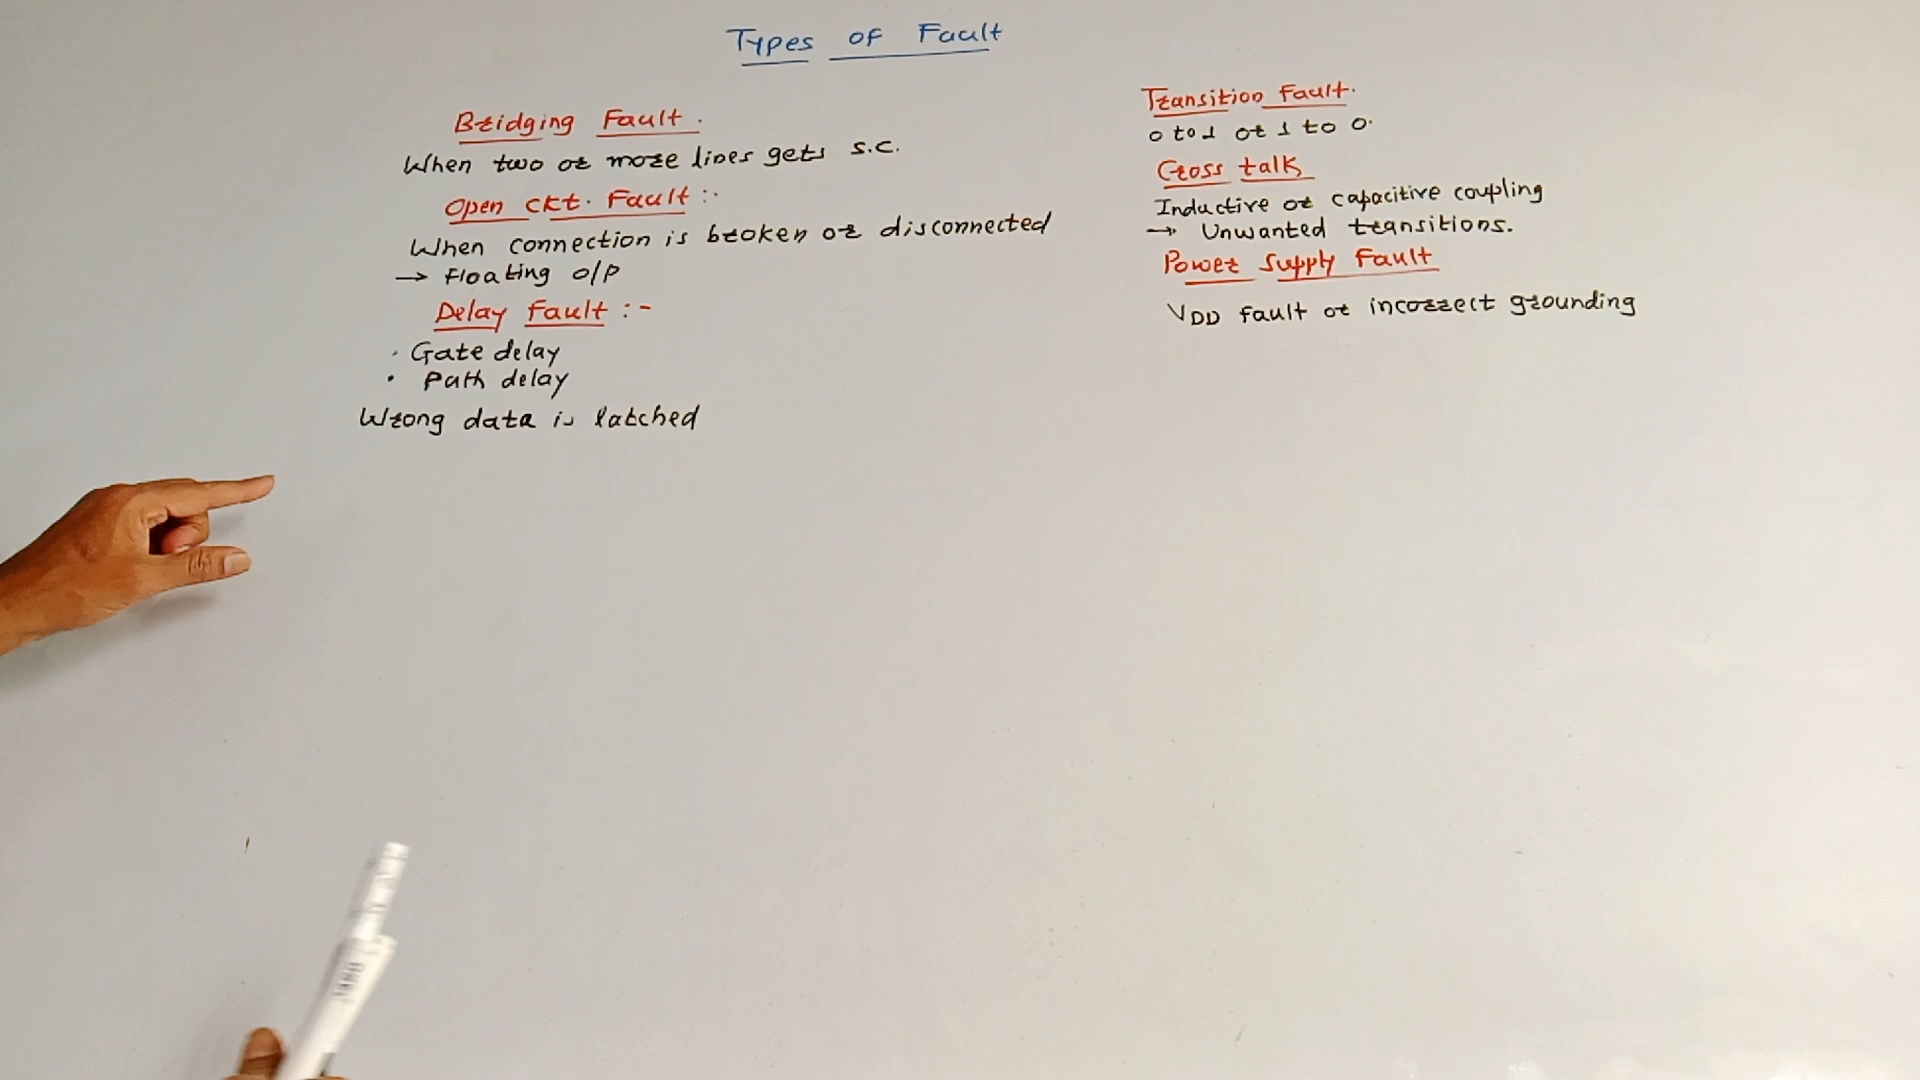 Types of Fault
Bridging Fault.
When two or more lines gets s.c.
Open ckt. Fault :-
When connection is broken or disconnected
→ Floating o/p
Delay Fault :-
• Gate delay
• Path delay
Wrong data is latched
Transition Fault.
0 to 1 or 1 to 0.
Cross talk
Inductive or capacitive coupling
→ Unwanted transitions.
Power Supply Fault
VDD fault or incorrect grounding